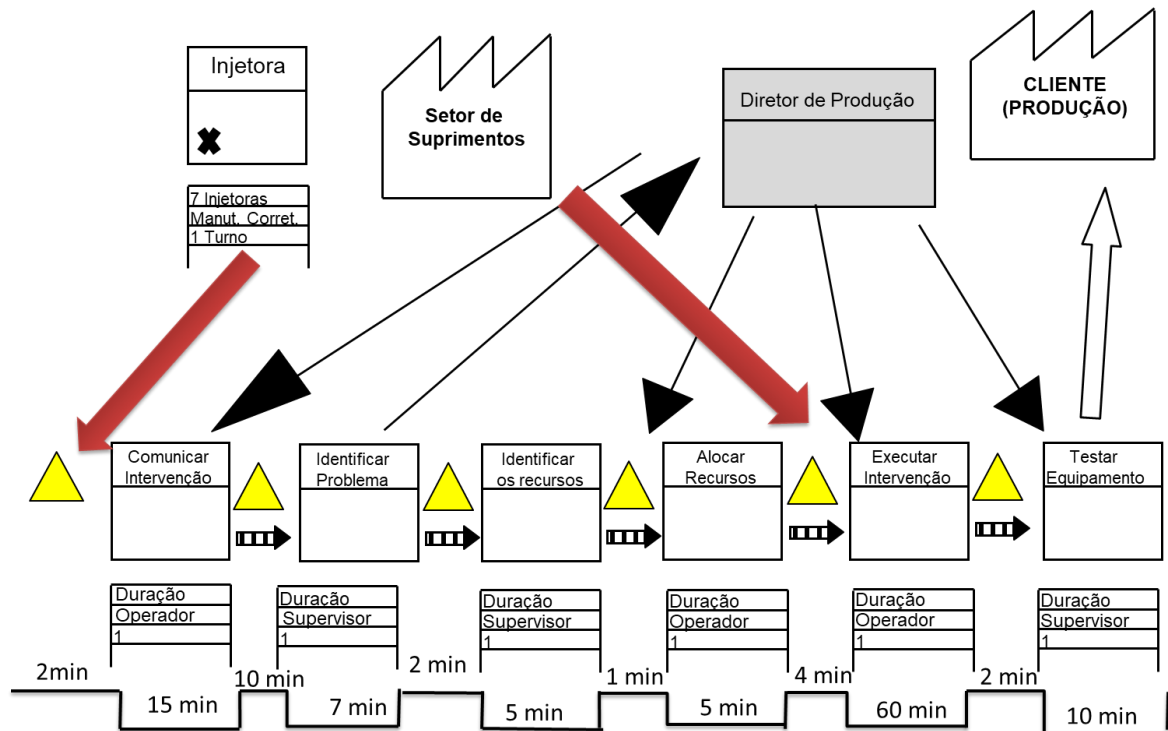 Injetora
7 Injetoras
Manut. Corret.
1 Turno
Setor de
Suprimentos
Diretor de Produção
CLIENTE
(PRODUÇÃO)
Comunicar
Intervenção
Identificar
Problema
Identificar
os recursos
Alocar
Recursos
Executar
Intervenção
Testar
Equipamento
Duração
Operador
1
Duração
Supervisor
1
Duração
Supervisor
1
Duração
Operador
1
Duração
Operador
1
Duração
Supervisor
1
2min
15 min
10 min
7 min
2 min
5 min
1 min
5 min
4 min
60 min
2 min
10 min